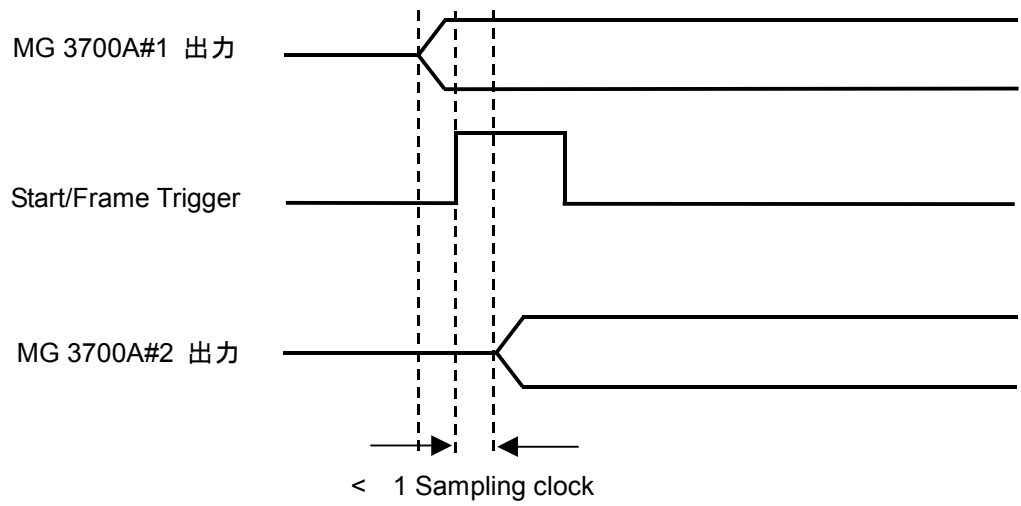 MG 3700A#1 出力
Start/Frame Trigger
MG 3700A#2 出力
< 1 Sampling clock